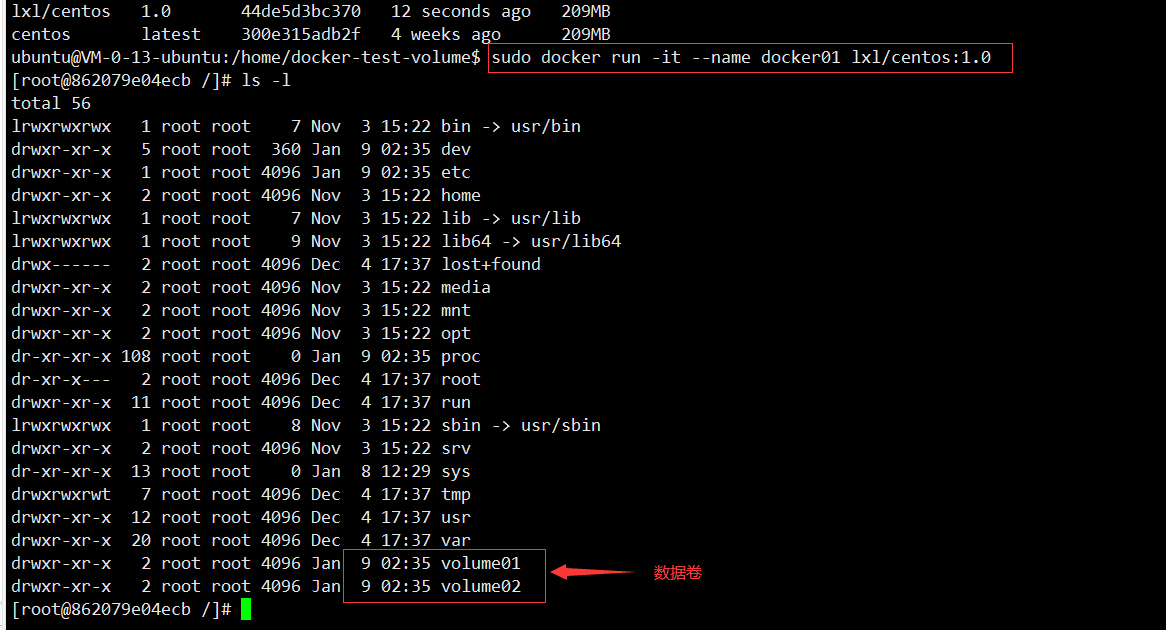 lxl/centos   1.0       44de5d3bc370   12 seconds ago   209MB
centos       latest    300e315adb2f   4 weeks ago      209MB
ubuntu@VM-0-13-ubuntu:/home/docker-test-volume$ sudo docker run -it --name docker01 lxl/centos:1.0
[root@862079e04ecb /]# ls -l
total 56
lrwxrwxrwx   1 root root    7 Nov  3 15:22 bin -> usr/bin
drwxr-xr-x   5 root root  360 Jan  9 02:35 dev
drwxr-xr-x   1 root root 4096 Jan  9 02:35 etc
drwxr-xr-x   2 root root 4096 Nov  3 15:22 home
lrwxrwxrwx   1 root root    7 Nov  3 15:22 lib -> usr/lib
lrwxrwxrwx   1 root root    9 Nov  3 15:22 lib64 -> usr/lib64
drwx------   2 root root 4096 Dec  4 17:37 lost+found
drwxr-xr-x   2 root root 4096 Nov  3 15:22 media
drwxr-xr-x   2 root root 4096 Nov  3 15:22 mnt
drwxr-xr-x   2 root root 4096 Nov  3 15:22 opt
dr-xr-xr-x 108 root root    0 Jan  9 02:35 proc
dr-xr-x---   2 root root 4096 Dec  4 17:37 root
drwxr-xr-x  11 root root 4096 Dec  4 17:37 run
lrwxrwxrwx   1 root root    8 Nov  3 15:22 sbin -> usr/sbin
drwxr-xr-x   2 root root 4096 Nov  3 15:22 srv
dr-xr-xr-x  13 root root    0 Jan  8 12:29 sys
drwxrwxrwt   7 root root 4096 Dec  4 17:37 tmp
drwxr-xr-x  12 root root 4096 Dec  4 17:37 usr
drwxr-xr-x  20 root root 4096 Dec  4 17:37 var
drwxr-xr-x   2 root root 4096 Jan  9 02:35 volume01
数据卷
drwxr-xr-x   2 root root 4096 Jan  9 02:35 volume02
[root@862079e04ecb /]#